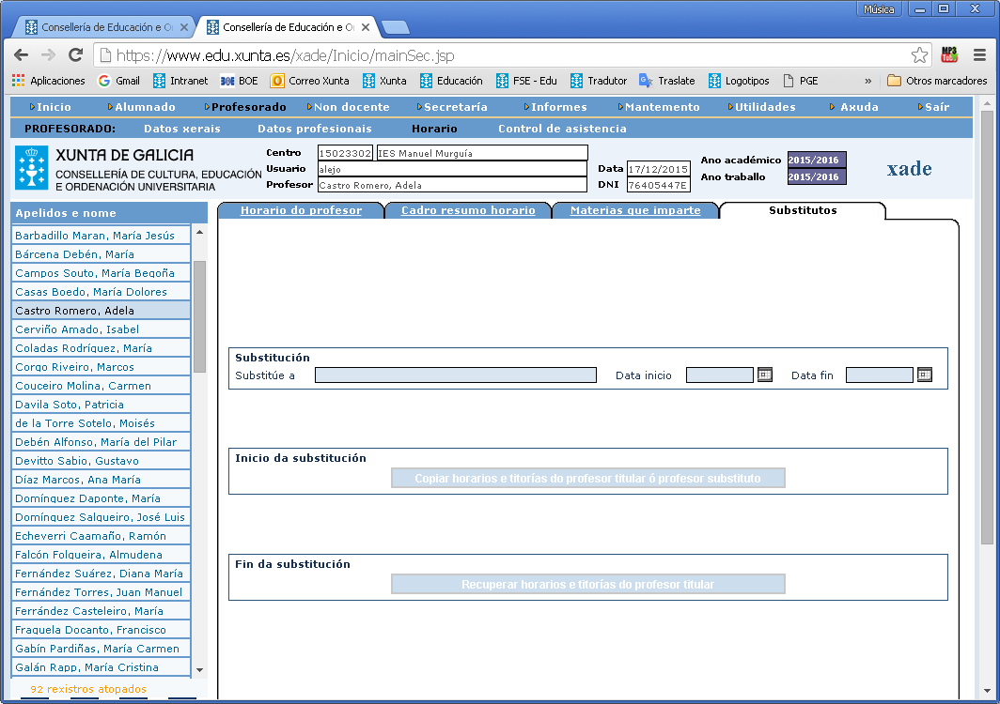 Música
Consellería de Educación e O
Consellería de Educación e O
https://www.edu.xunta.es/xade/Inicio/mainSec.jsp
MP3
Aplicaciones
Gmail
Intranet
BOE BOE
Correo Xunta
Xunta
Educación
FSE - Edu
Tradutor
Traslate
Logotipos
PGE
»
Otros marcadores
Inicio
Alumnado
Profesorado
Non docente
Secretaría
Informes
Mantemento
Utilidades
Axuda
Saír
PROFESORADO:
Datos xerais
Datos profesionais
Horario
Control de asistencia
XUNTA DE GALICIA
CONSELLERÍA DE CULTURA, EDUCACIÓN
E ORDENACIÓN UNIVERSITARIA
Centro 15023302 IES Manuel Murguía
Usuario alejo
Profesor Castro Romero, Adela
Data 17/12/2015
DNI 76405447E
Ano académico 2015/2016
Ano traballo 2015/2016
xade
Apelidos e nome
Barbadillo Maran, María Jesús
Bárcena Debén, María
Campos Souto, María Begoña
Casas Boedo, María Dolores
Castro Romero, Adela
Cerviño Amado, Isabel
Coladas Rodríguez, María
Corgo Riveiro, Marcos
Couceiro Molina, Carmen
Davila Soto, Patricia
de la Torre Sotelo, Moisés
Debén Alfonso, María del Pilar
Devitto Sabio, Gustavo
Díaz Marcos, Ana María
Domínguez Daponte, María
Domínguez Salgueiro, José Luis
Echeverri Caamaño, Ramón
Falcón Folgueira, Almudena
Fernández Suárez, Diana María
Fernández Torres, Juan Manuel
Ferrández Casteleiro, María
Fraguela Docanto, Francisco
Gabín Pardiñas, María Carmen
Galán Rapp, María Cristina
92 rexistros atopados
Horario do profesor
Cadro resumo horario
Materias que imparte
Substitutos
Substitución
Substitúe a
Data inicio
Data fin
Inicio da substitución
Copiar horarios e titorías do profesor titular ó profesor substituto
Fin da substitución
Recuperar horarios e titorías do profesor titular